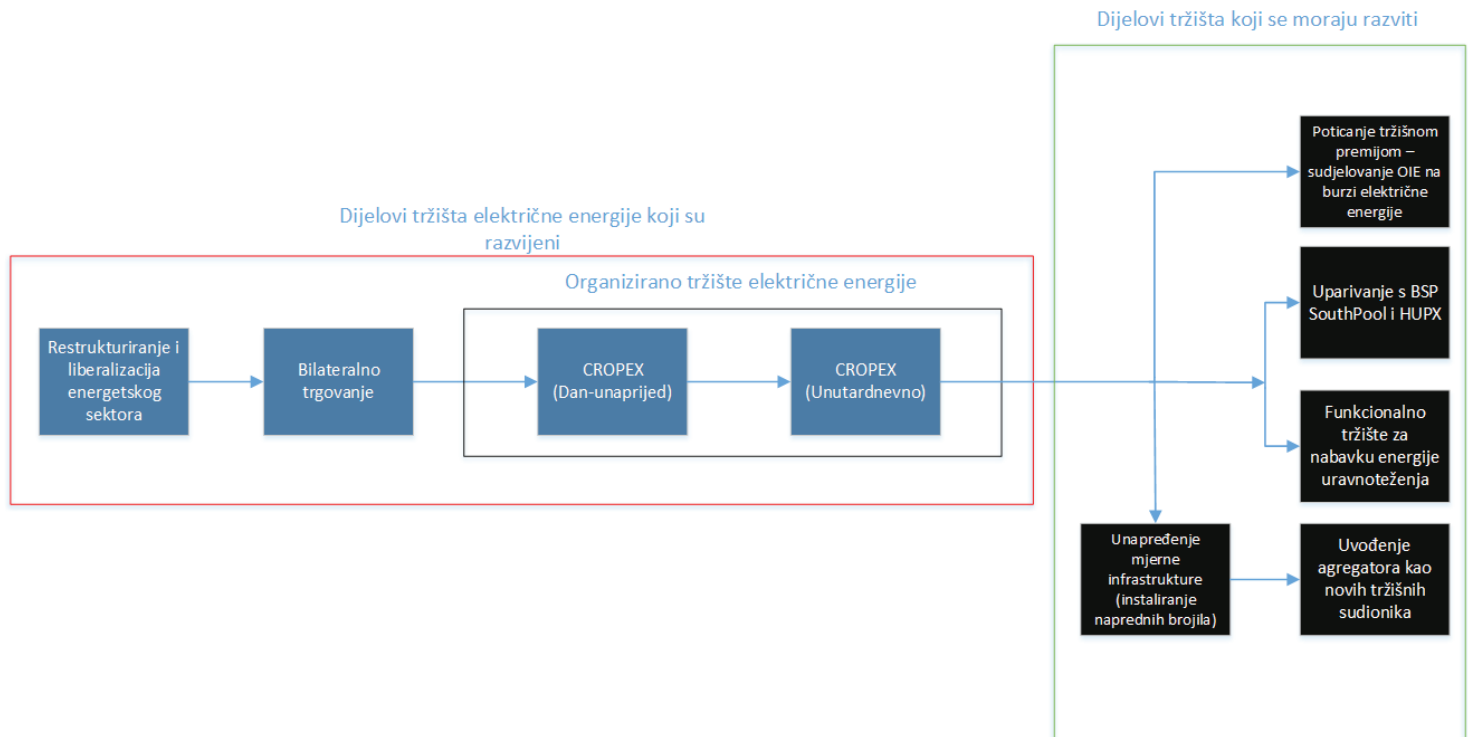 Dijelovi tržišta koji se moraju razviti
Dijelovi tržišta električne energije koji su
razvijeni
Organizirano tržište električne energije
Restrukturiranje i
liberalizacija
energetskog
sektora
Bilateralno
trgovanje
CROPEX
(Dan-unaprijed)
CROPEX
(Unutardnevno)
Poticanje tržišnom
premijom –
sudjelovanje OIE na
burzi električne
energije
Uparivanje s BSP
SouthPool i HUPX
Funkcionalno
tržište za
nabavku energije
uravnoteženja
Unapređenje
mjerne
infrastrukture
(instaliranje
naprednih brojila)
Uvođenje
agregatora kao
novih tržišnih
sudionika